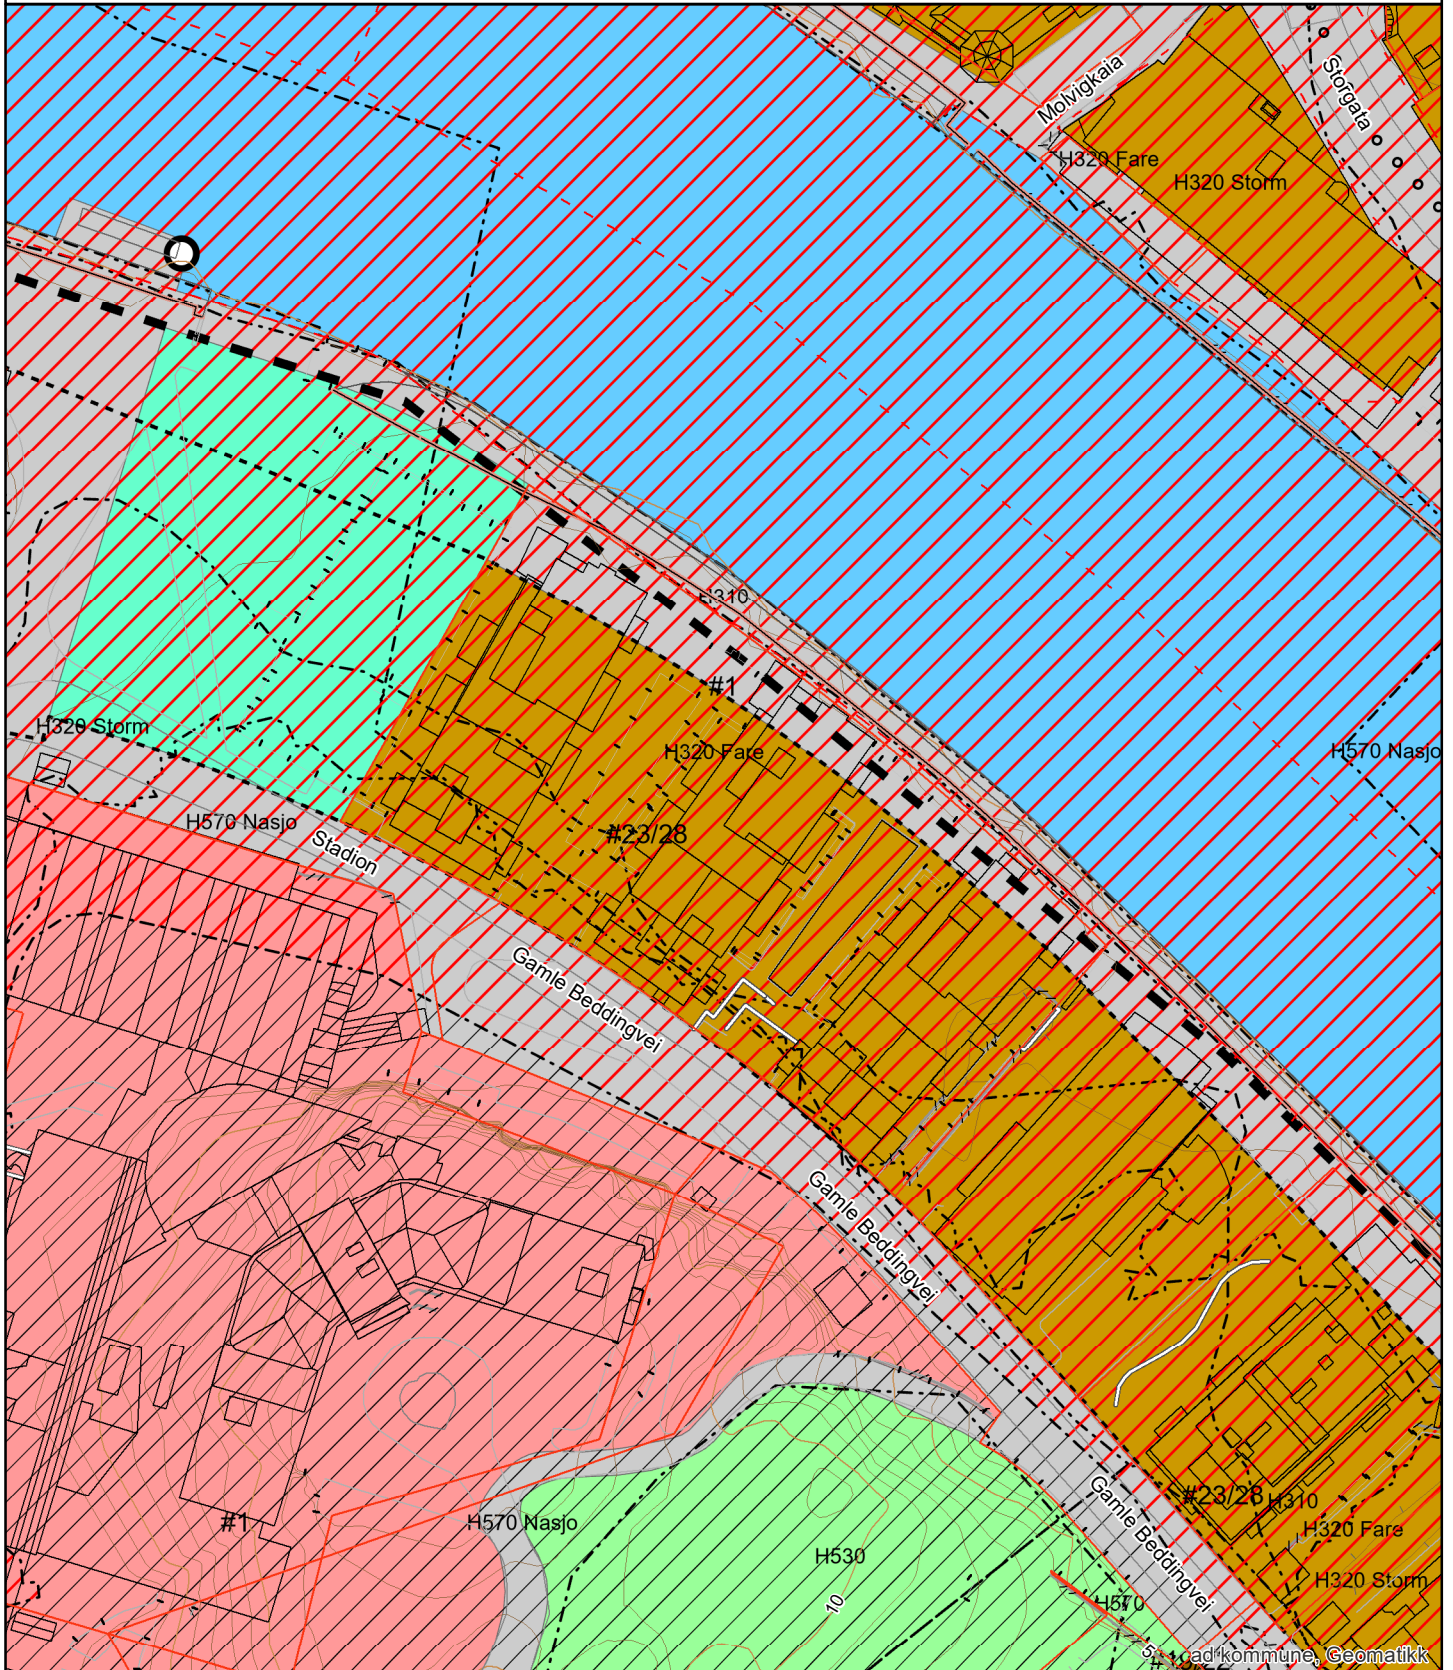 Molvigkaia
Storgata
H320 Fare
H320 Storm
H310
#1
H320 Storm
H320 Fare
H570 Nasjo
H570 Nasjo
#23/28
Stadion
Gamle Beddingvei
Gamle Beddingvei
#23/28
H310
Gamle Beddingvei
#1
H570 Nasjo
H320 Fare
H530
H320 Storm
10
H570
5
ad kommune, Geomatikk